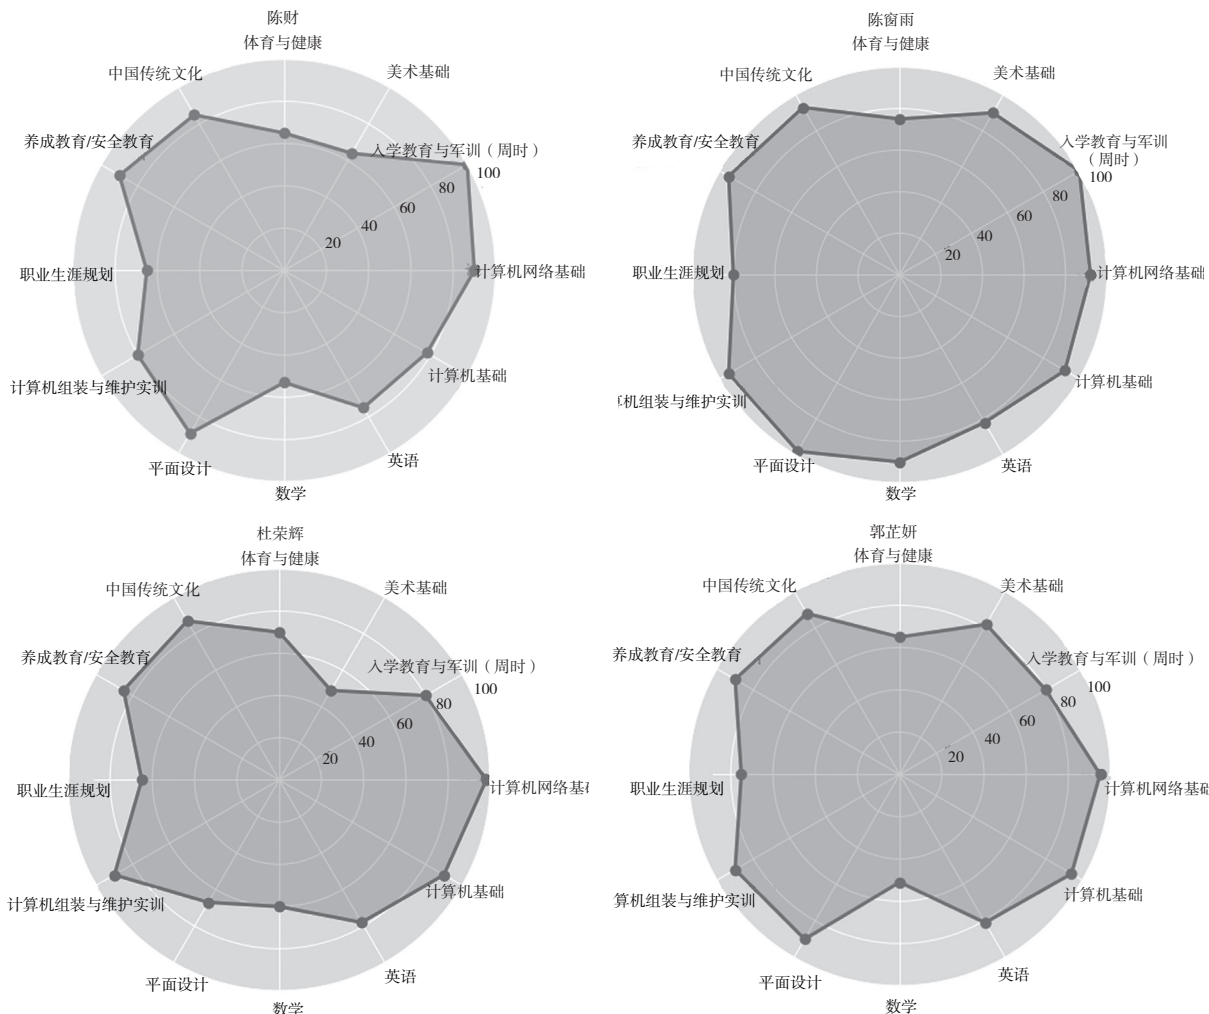 陈财
体育与健康
中国传统文化
美术基础
养成教育/安全教育
入学教育与军训（周时）
100
80
60
40
20
职业生涯规划
计算机网络基础
计算机组装与维护实训
计算机基础
平面设计
英语
数学
陈窗雨
体育与健康
中国传统文化
美术基础
养成教育/安全教育
入学教育与军训
（周时）
100
80
60
40
20
职业生涯规划
计算机网络基础
机组装与维护实训
计算机基础
平面设计
英语
数学
杜荣辉
体育与健康
中国传统文化
美术基础
养成教育/安全教育
入学教育与军训（周时）
100
80
60
40
20
职业生涯规划
计算机网络基础
计算机组装与维护实训
计算机基础
平面设计
英语
数学
郭芷妍
体育与健康
中国传统文化
美术基础
养成教育/安全教育
入学教育与军训（周时）
100
80
60
40
20
职业生涯规划
计算机网络基础
算机组装与维护实训
计算机基础
平面设计
英语
数学